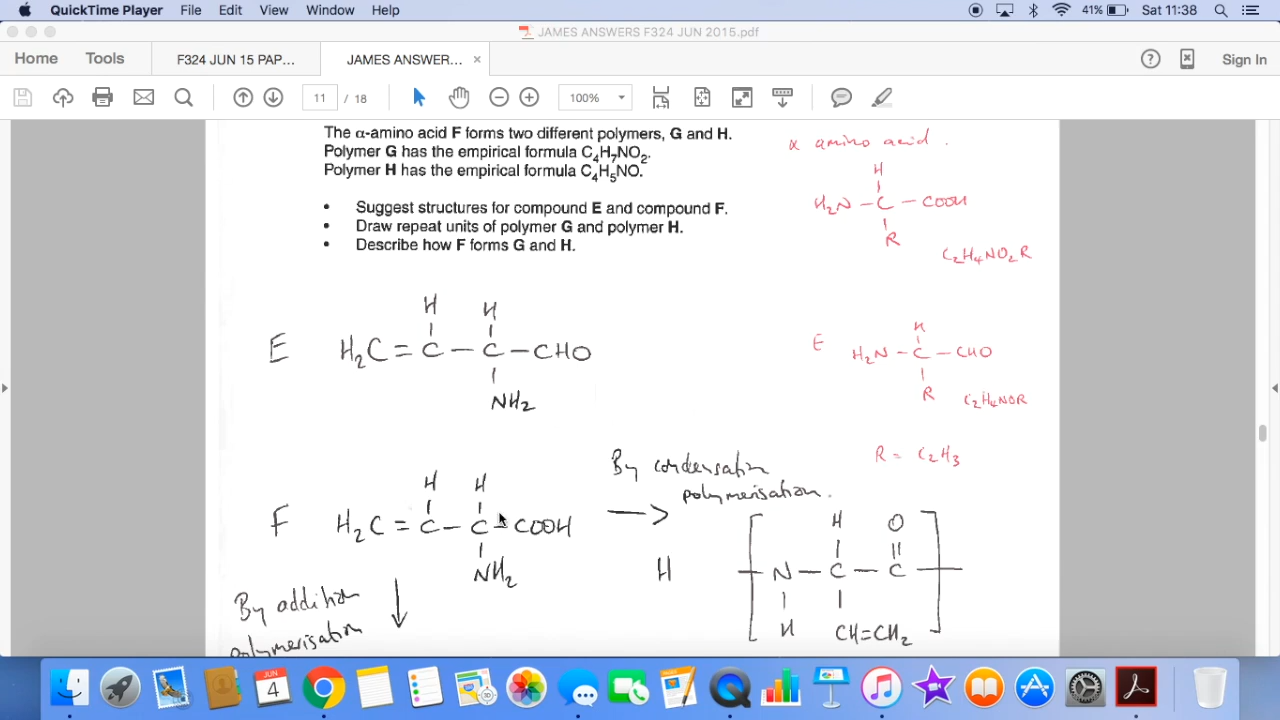 QuickTime Player File Edit View Window Help 41% Sat 11:38
JAMES ANSWERS F324 JUN 2015.pdf
Home Tools F324 JUN 15 PAP... JAMES ANSWER... × Sign In
11 / 18 100%
The α-amino acid F forms two different polymers, G and H.
Polymer G has the empirical formula C₄H₇NO₂.
Polymer H has the empirical formula C₄H₅NO.
• Suggest structures for compound E and compound F.
• Draw repeat units of polymer G and polymer H.
• Describe how F forms G and H.
α amino acid.
H
H₂N – C – COOH
R
C₂H₄NO₂R
E
H
H₂N – C – CHO
R
C₂H₄NOR
R = C₂H₃
E
H H
H₂C = C – C – CHO
NH₂
F
H H
H₂C = C – C – COOH
NH₂
By condensation
polymerisation.
H
H O
N – C – C
H CH=CH₂
By addition
polymerisation
JUN
4